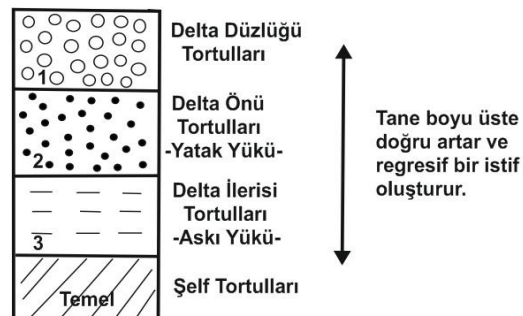 1
Delta Düzlüğü
Tortulları
2
Delta Önü
Tortulları
-Yatak Yükü-
3
Delta İlerisi
Tortulları
-Askı Yükü-
Temel
Şelf Tortulları
Tane boyu üste
doğru artar ve
regresif bir istif
oluşturur.